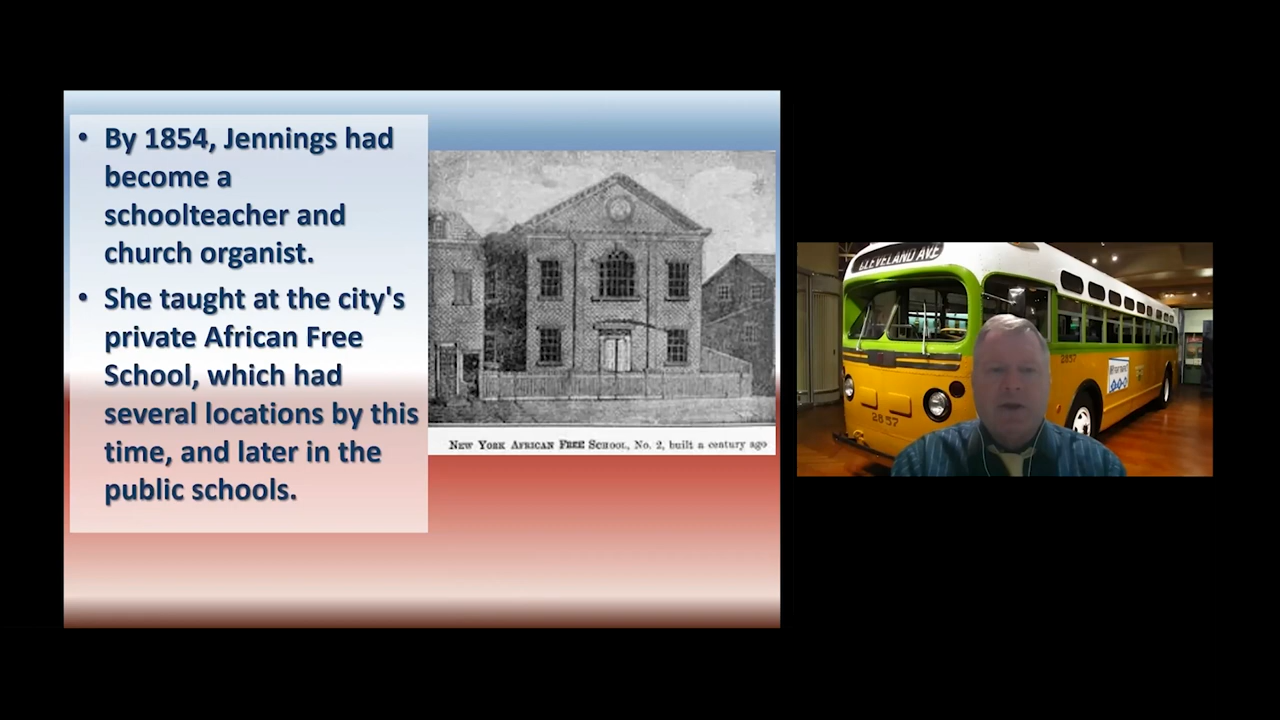 • By 1854, Jennings had
become a
schoolteacher and
church organist.
• She taught at the city's
private African Free
School, which had
several locations by this
time, and later in the
public schools.
NEW YORK AFRICAN FREE SCHOOL, No. 2, built a century ago
CLEVELAND AVE
2857
2857